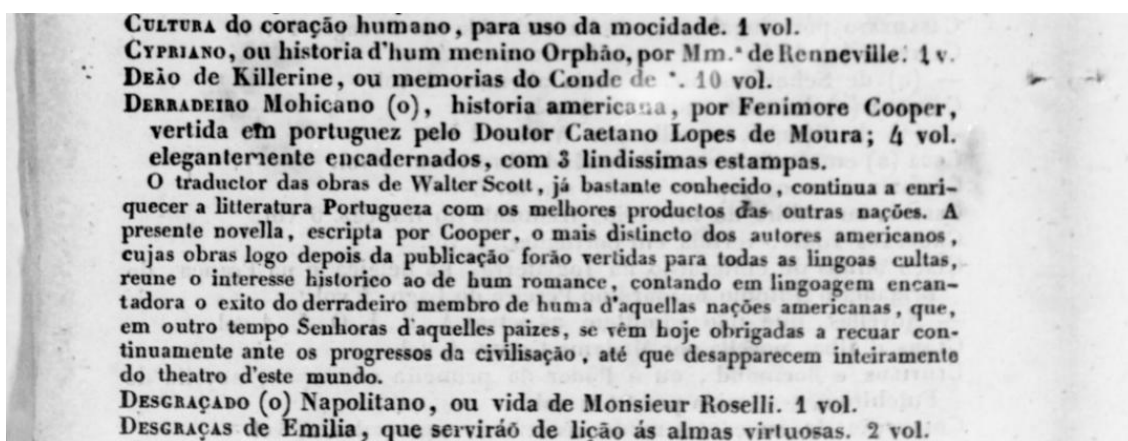 CULTURA do coração humano, para uso da mocidade. 1 vol.
CYPRIANO, ou historia d'hum menino Orphão, por Mm.ª de Renneville. 1 v.
DEÃO de Killerine, ou memorias do Conde de *. 10 vol.
DERRADEIRO Mohicano (o), historia americana, por Fenimore Cooper,
vertida em portuguez pelo Doutor Caetano Lopes de Moura; 4 vol.
elegantemente encadernados, com 3 lindissimas estampas.
O traductor das obras de Walter Scott, já bastante conhecido, continua a enri-
quecer a litteratura Portugueza com os melhores productos das outras nações. A
presente novella, escripta por Cooper, o mais distincto dos autores americanos,
cujas obras logo depois da publicação forão vertidas para todas as lingoas cultas,
reune o interesse historico ao de hum romance, contando em lingoagem encan-
tadora o exito do derradeiro membro de huma d'aquellas nações americanas, que,
em outro tempo Senhoras d'aquelles paizes, se vêm hoje obrigadas a recuar con-
tinuamente ante os progressos da civilisação, até que desapparecem inteiramente
do theatro d'este mundo.
DESGRAÇADO (o) Napolitano, ou vida de Monsieur Roselli. 1 vol.
DESGRAÇAS de Emilia, que serviráõ de lição ás almas virtuosas. 2 vol.